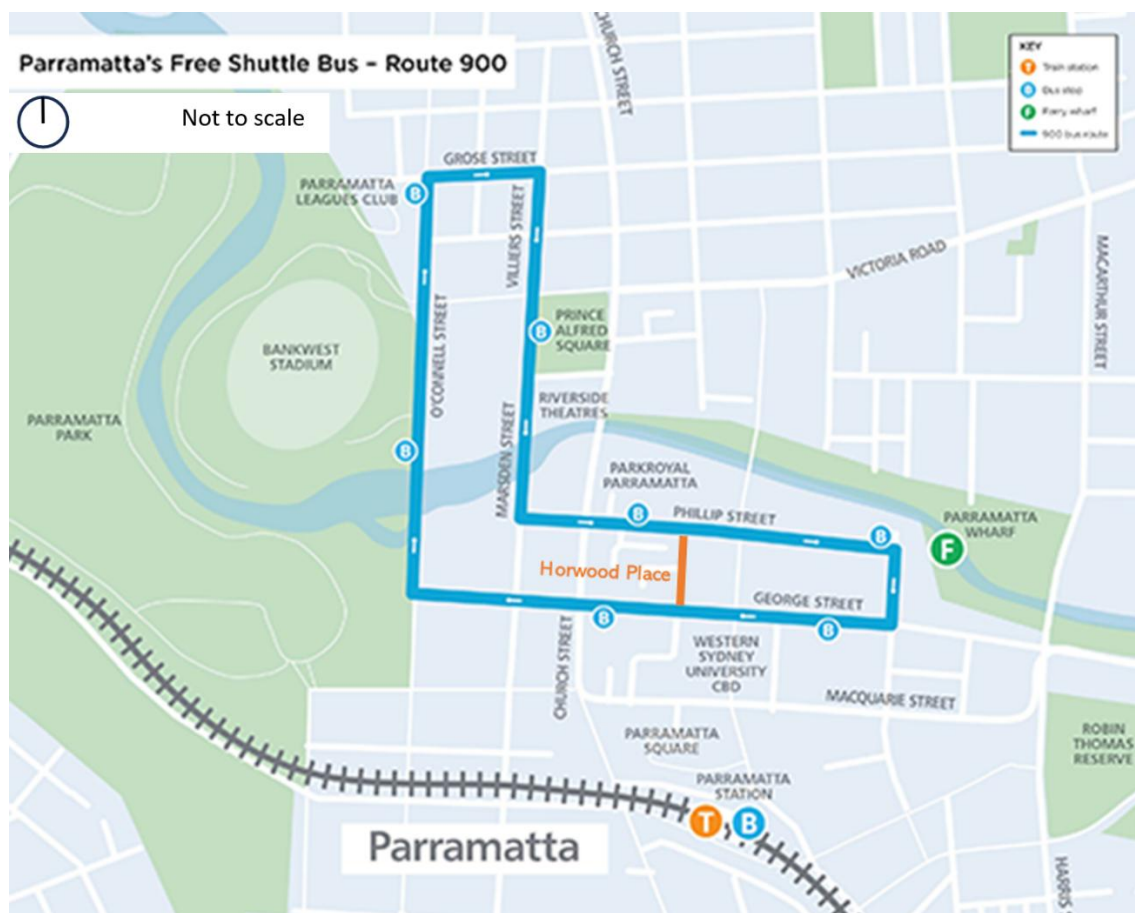 Parramatta's Free Shuttle Bus – Route 900
Not to scale
KEY
T Train station
B Bus stop
F Ferry wharf
900 bus route
CHURCH STREET
GROSE STREET
PARRAMATTA
LEAGUES CLUB
B
VILLIERS STREET
VICTORIA ROAD
MACARTHUR STREET
O'CONNELL STREET
PRINCE
ALFRED
SQUARE
B
BANKWEST
STADIUM
RIVERSIDE
THEATRES
PARRAMATTA
PARK
B
MARSDEN STREET
PARKROYAL
PARRAMATTA
B
PHILLIP STREET
B
PARRAMATTA
WHARF
F
Horwood Place
GEORGE STREET
B
B
CHURCH STREET
WESTERN
SYDNEY
UNIVERSITY
CBD
MACQUARIE STREET
PARRAMATTA
SQUARE
ROBIN
THOMAS
RESERVE
PARRAMATTA
STATION
T
B
Parramatta
HARRIS S